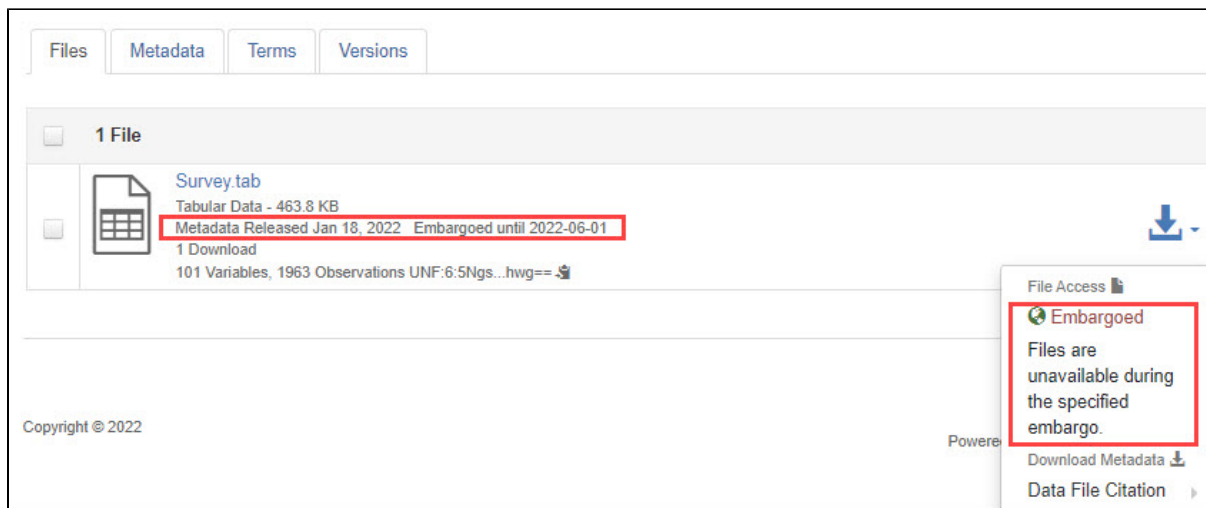 Files Metadata Terms Versions
1 File
Survey.tab
Tabular Data - 463.8 KB
Metadata Released Jan 18, 2022 Embargoed until 2022-06-01
1 Download
101 Variables, 1963 Observations UNF:6:5Ngs...hwg==
File Access
Embargoed
Files are
unavailable during
the specified
embargo.
Download Metadata
Data File Citation
Copyright © 2022